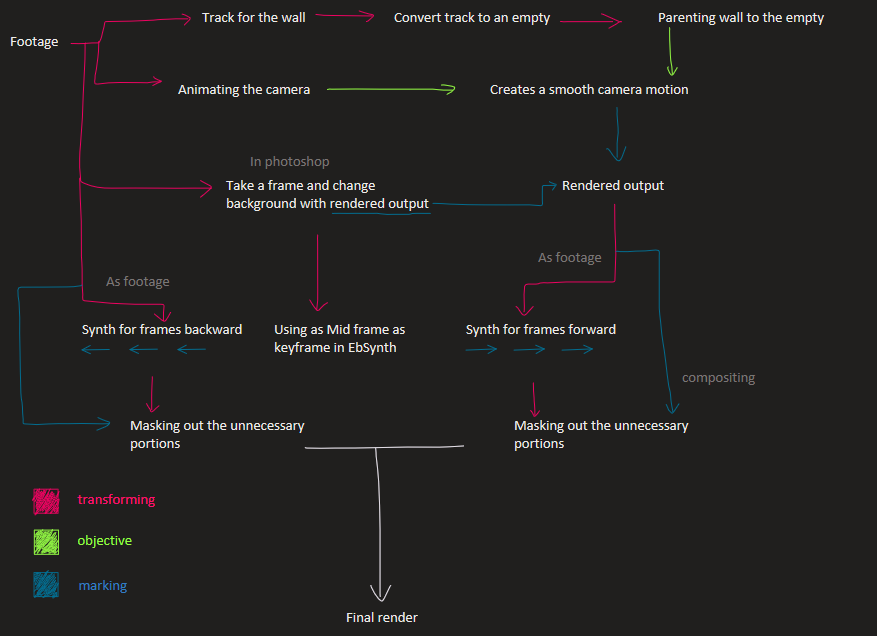 Track for the wall
Convert track to an empty
Parenting wall to the empty
Footage
Animating the camera
Creates a smooth camera motion
In photoshop
Take a frame and change
background with rendered output
Rendered output
As footage
As footage
Synth for frames backward
Using as Mid frame as
keyframe in EbSynth
Synth for frames forward
compositing
Masking out the unnecessary
portions
Masking out the unnecessary
portions
transforming
objective
marking
Final render